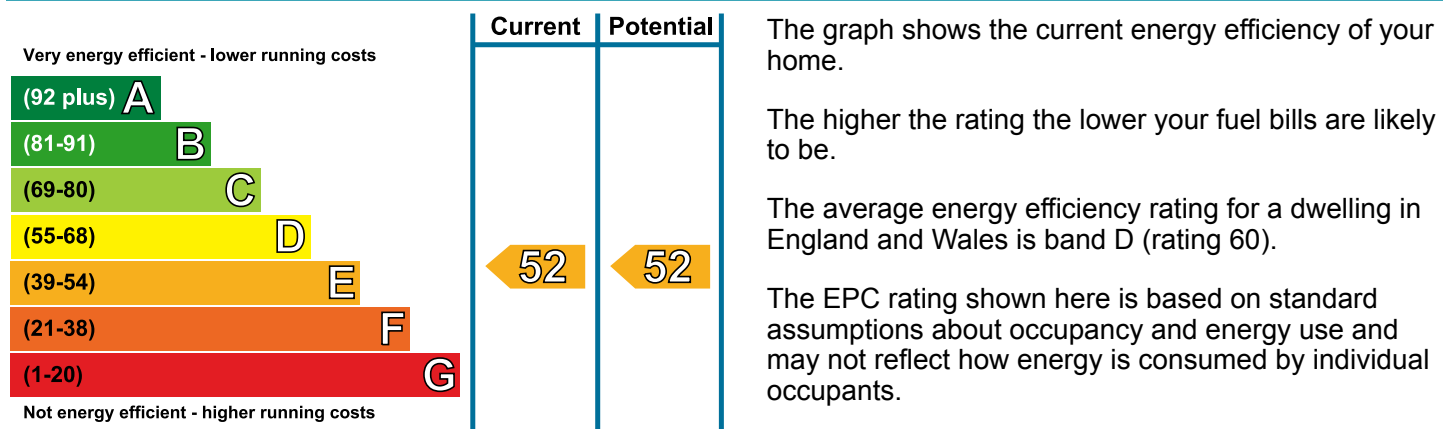 Current Potential
Very energy efficient - lower running costs
(92 plus) A
(81-91) B
(69-80) C
(55-68) D
(39-54) E
(21-38) F
(1-20) G
Not energy efficient - higher running costs
52 52
The graph shows the current energy efficiency of your
home.
The higher the rating the lower your fuel bills are likely
to be.
The average energy efficiency rating for a dwelling in
England and Wales is band D (rating 60).
The EPC rating shown here is based on standard
assumptions about occupancy and energy use and
may not reflect how energy is consumed by individual
occupants.